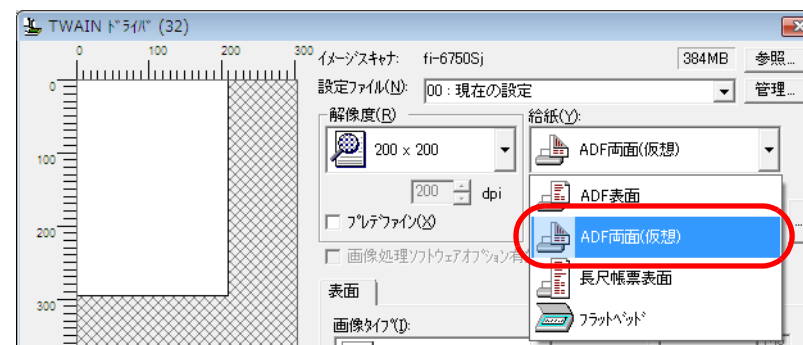 TWAIN ﾄﾞﾗｲﾊﾞ (32)
0 100 200 300
0
100
200
300
ｲﾒｰｼﾞｽｷｬﾅ: fi-6750Sj 384MB 参照...
設定ﾌｧｲﾙ(N): 00 : 現在の設定 管理...
解像度(R)
200 x 200
200 dpi
ﾌﾟﾚﾃﾞﾌｧｲﾝ(X)
画像処理ｿﾌﾄｳｪｱｵﾌﾟｼｮﾝ有
給紙(Y):
ADF両面(仮想)
ADF表面
ADF両面(仮想)
長尺帳票表面
ﾌﾗｯﾄﾍﾞｯﾄﾞ
表面
画像ﾀｲﾌﾟ(I):